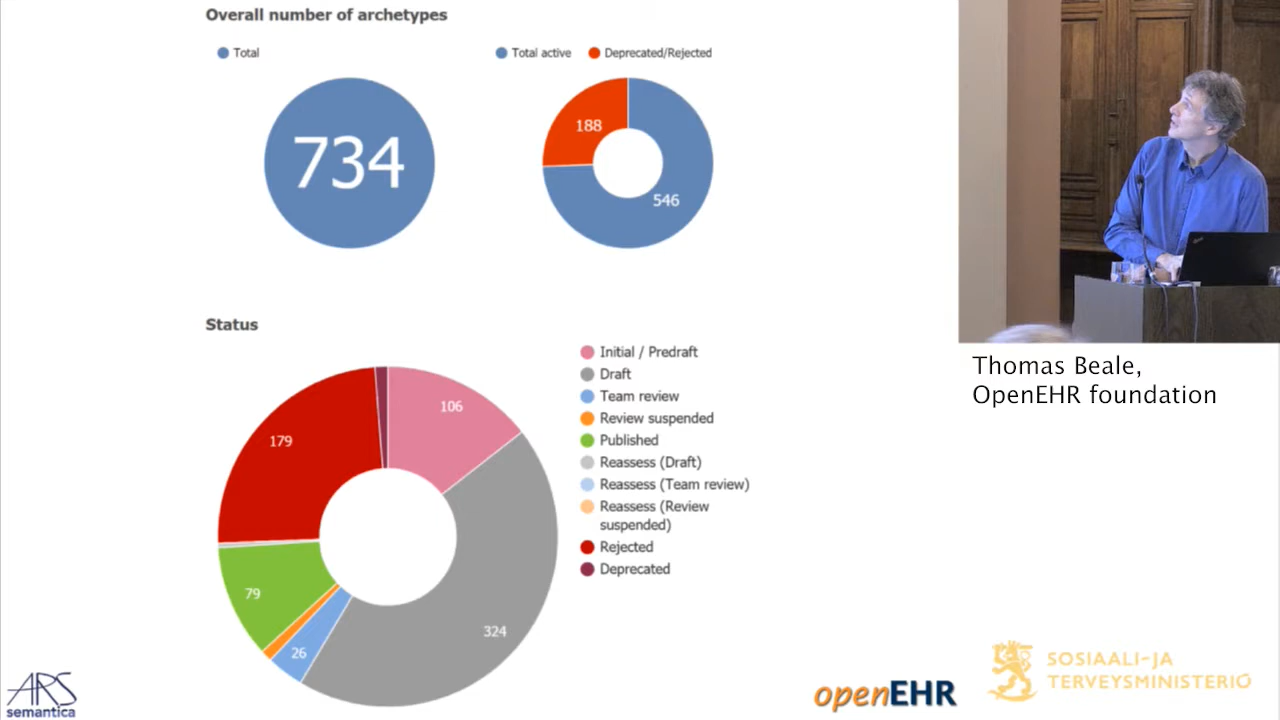 Overall number of archetypes
Total
Total active
Deprecated/Rejected
734
188
546
Status
Initial / Predraft
Draft
Team review
Review suspended
Published
Reassess (Draft)
Reassess (Team review)
Reassess (Review
suspended)
Rejected
Deprecated
106
179
79
324
26
Thomas Beale,
OpenEHR foundation
ARS
semantica
openEHR
SOSIAALI-JA
TERVEYSMINISTERIÖ